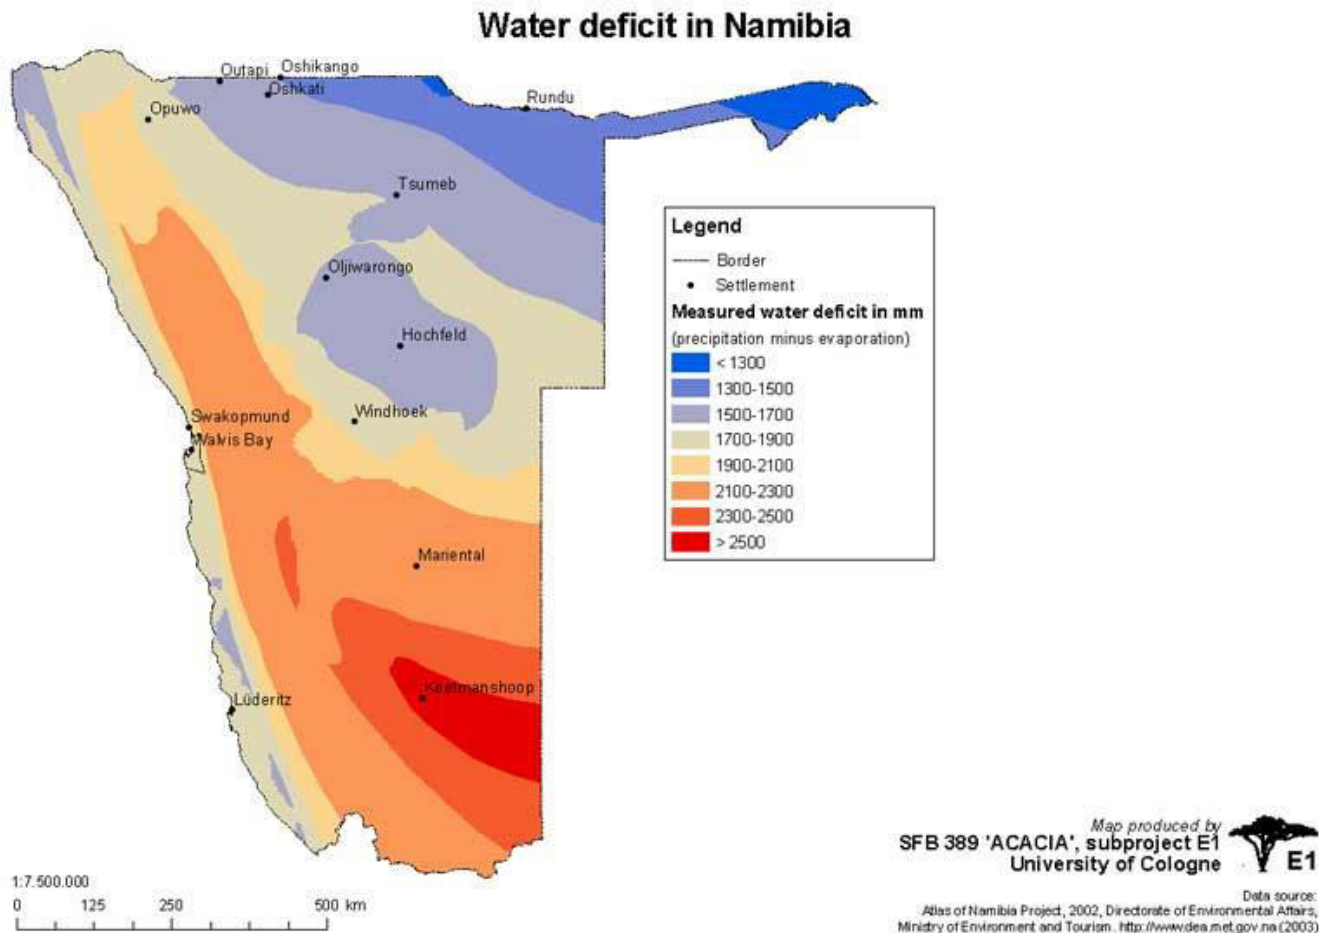 Water deficit in Namibia
Outapi
Oshikango
Oshkati
Opuwo
Rundu
Tsumeb
Oljiwarongo
Hochfeld
Swakopmund
Walvis Bay
Windhoek
Mariental
Keetmanshoop
Lüderitz
Legend
Border
Settlement
Measured water deficit in mm
(precipitation minus evaporation)
< 1300
1300-1500
1500-1700
1700-1900
1900-2100
2100-2300
2300-2500
> 2500
1:7.500.000
0 125 250 500 km
Map produced by
SFB 389 'ACACIA', subproject E1
University of Cologne
E1
Data source:
Atlas of Namibia Project, 2002, Directorate of Environmental Affairs,
Ministry of Environment and Tourism. http://www.dea.met.gov.na (2003)